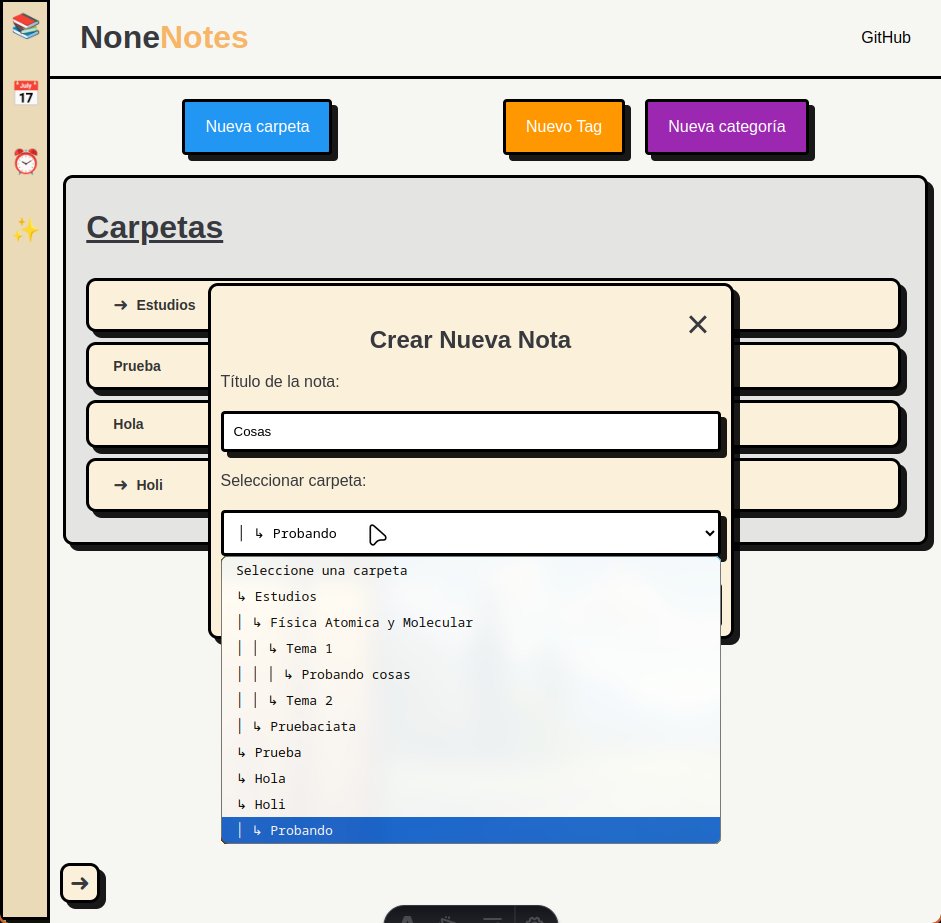 NoneNotes
GitHub
Nueva carpeta
Nuevo Tag
Nueva categoría
Carpetas
➜ Estudios
Prueba
Hola
➜ Holi
Crear Nueva Nota
Título de la nota:
Cosas
Seleccionar carpeta:
│ ↳ Probando
Seleccione una carpeta
↳ Estudios
│ ↳ Física Atomica y Molecular
│ │ ↳ Tema 1
│ │ │ ↳ Probando cosas
│ │ ↳ Tema 2
│ ↳ Pruebaciata
↳ Prueba
↳ Hola
↳ Holi
│ ↳ Probando